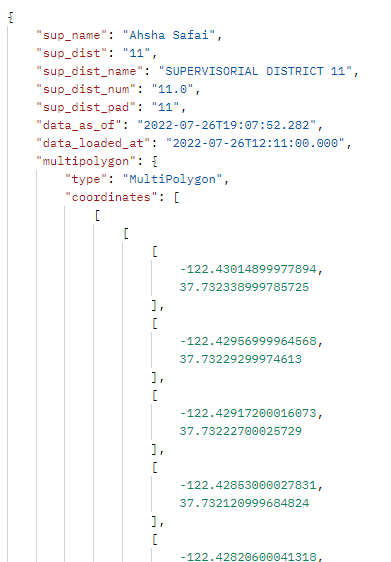 {
"sup_name": "Ahsha Safai",
"sup_dist": "11",
"sup_dist_name": "SUPERVISORIAL DISTRICT 11",
"sup_dist_num": "11.0",
"sup_dist_pad": "11",
"data_as_of": "2022-07-26T19:07:52.282",
"data_loaded_at": "2022-07-26T12:11:00.000",
"multipolygon": {
"type": "MultiPolygon",
"coordinates": [
[
[
[
-122.43014899977894,
37.732338999785725
],
[
-122.42956999964568,
37.73229299974613
],
[
-122.42917200016073,
37.73222700025729
],
[
-122.42853000027831,
37.732120999684824
],
[
-122.42820600041318,